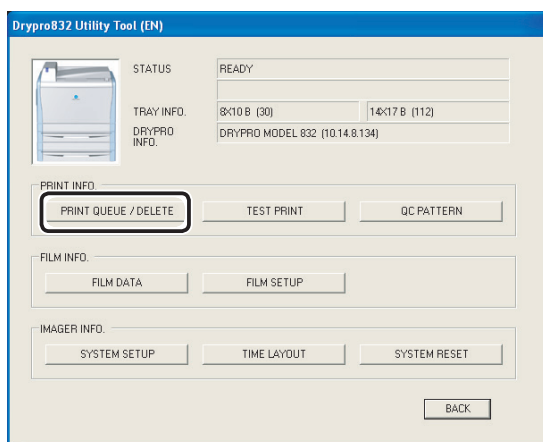 Drypro832 Utility Tool (EN)
STATUS READY
TRAY INFO. 8X10 B (30) 14X17 B (112)
DRYPRO INFO. DRYPRO MODEL 832 (10.14.8.134)
PRINT INFO.
PRINT QUEUE / DELETE TEST PRINT QC PATTERN
FILM INFO.
FILM DATA FILM SETUP
IMAGER INFO.
SYSTEM SETUP TIME LAYOUT SYSTEM RESET
BACK